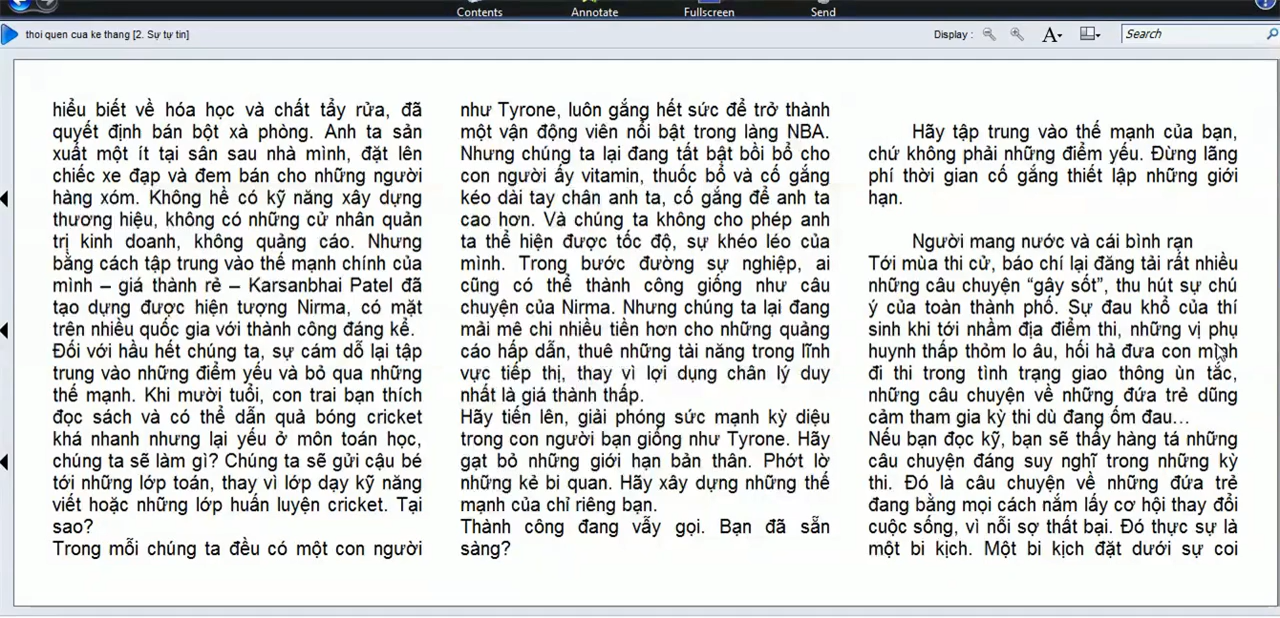 Contents
Annotate
Fullscreen
Send
thoi quen cua ke thang [2. Sự tự tin]
Display :
A
Search
hiểu biết về hóa học và chất tẩy rửa, đã
quyết định bán bột xà phòng. Anh ta sản
xuất một ít tại sân sau nhà mình, đặt lên
chiếc xe đạp và đem bán cho những người
hàng xóm. Không hề có kỹ năng xây dựng
thương hiệu, không có những cử nhân quản
trị kinh doanh, không quảng cáo. Nhưng
bằng cách tập trung vào thế mạnh chính của
mình – giá thành rẻ – Karsanbhai Patel đã
tạo dựng được hiện tượng Nirma, có mặt
trên nhiều quốc gia với thành công đáng kể.
Đối với hầu hết chúng ta, sự cám dỗ lại tập
trung vào những điểm yếu và bỏ qua những
thế mạnh. Khi mười tuổi, con trai bạn thích
đọc sách và có thể dẫn quả bóng cricket
khá nhanh nhưng lại yếu ở môn toán học,
chúng ta sẽ làm gì? Chúng ta sẽ gửi cậu bé
tới những lớp toán, thay vì lớp dạy kỹ năng
viết hoặc những lớp huấn luyện cricket. Tại
sao?
Trong mỗi chúng ta đều có một con người
như Tyrone, luôn gắng hết sức để trở thành
một vận động viên nổi bật trong làng NBA.
Nhưng chúng ta lại đang tất bật bồi bổ cho
con người ấy vitamin, thuốc bổ và cố gắng
kéo dài tay chân anh ta, cố gắng để anh ta
cao hơn. Và chúng ta không cho phép anh
ta thể hiện được tốc độ, sự khéo léo của
mình. Trong bước đường sự nghiệp, ai
cũng có thể thành công giống như câu
chuyện của Nirma. Nhưng chúng ta lại đang
mải mê chi nhiều tiền hơn cho những quảng
cáo hấp dẫn, thuê những tài năng trong lĩnh
vực tiếp thị, thay vì lợi dụng chân lý duy
nhất là giá thành thấp.
Hãy tiến lên, giải phóng sức mạnh kỳ diệu
trong con người bạn giống như Tyrone. Hãy
gạt bỏ những giới hạn bản thân. Phớt lờ
những kẻ bi quan. Hãy xây dựng những thế
mạnh của chỉ riêng bạn.
Thành công đang vẫy gọi. Bạn đã sẵn
sàng?
Hãy tập trung vào thế mạnh của bạn,
chứ không phải những điểm yếu. Đừng lãng
phí thời gian cố gắng thiết lập những giới
hạn.
Người mang nước và cái bình rạn
Tới mùa thi cử, báo chí lại đăng tải rất nhiều
những câu chuyện “gây sốt”, thu hút sự chú
ý của toàn thành phố. Sự đau khổ của thí
sinh khi tới nhầm địa điểm thi, những vị phụ
huynh thấp thỏm lo âu, hối hả đưa con mình
đi thi trong tình trạng giao thông ùn tắc,
những câu chuyện về những đứa trẻ dũng
cảm tham gia kỳ thi dù đang ốm đau…
Nếu bạn đọc kỹ, bạn sẽ thấy hàng tá những
câu chuyện đáng suy nghĩ trong những kỳ
thi. Đó là câu chuyện về những đứa trẻ
đang bằng mọi cách nắm lấy cơ hội thay đổi
cuộc sống, vì nỗi sợ thất bại. Đó thực sự là
một bi kịch. Một bi kịch đặt dưới sự coi